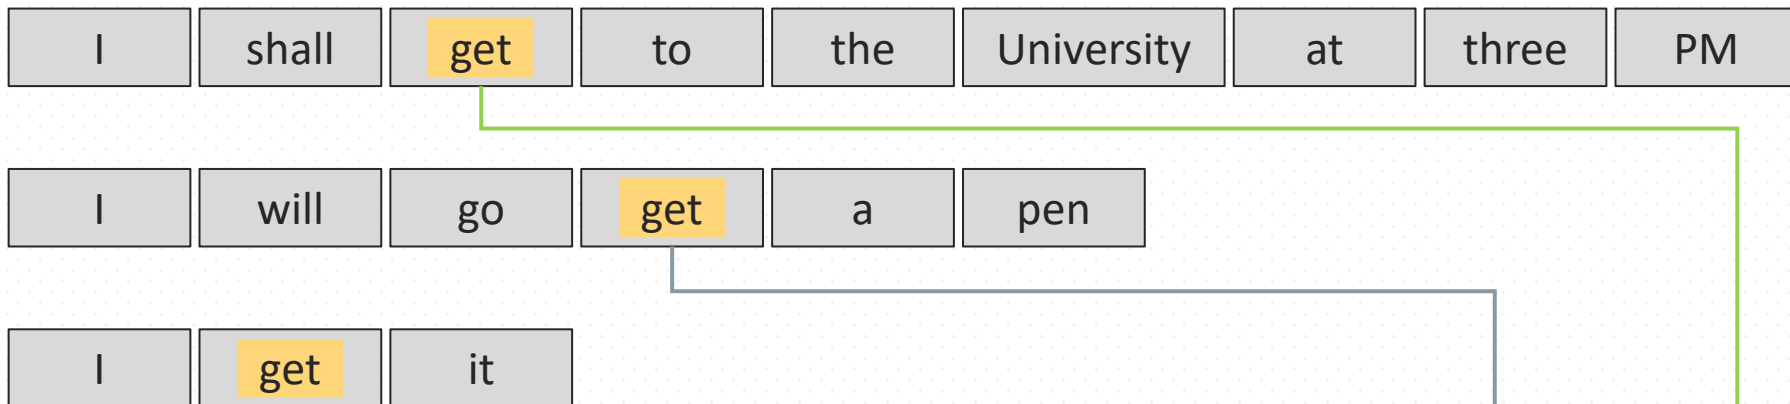 I shall get to the University at three PM
I will go get a pen
I get it